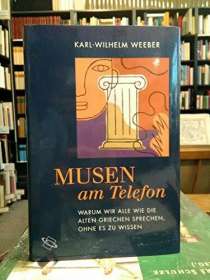 KARL-WILHELM WEEBER
MUSEN
am Telefon
WARUM WIR ALLE WIE DIE
ALTEN GRIECHEN SPRECHEN,
OHNE ES ZU WISSEN